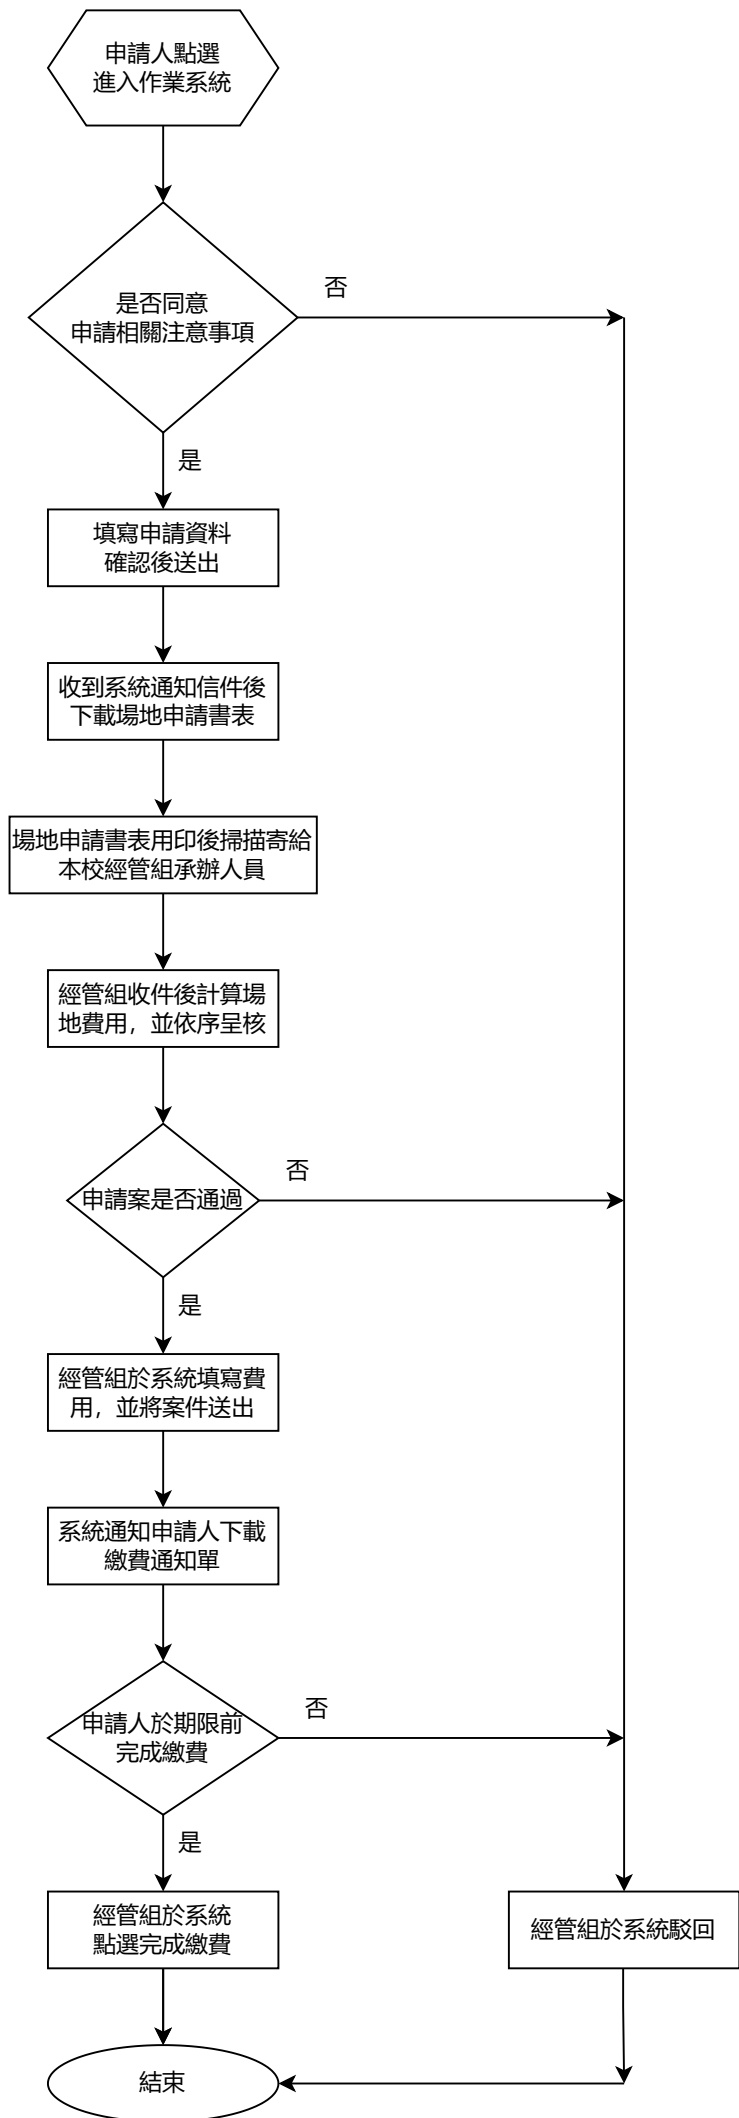 申請人點選
進入作業系統
是否同意
申請相關注意事項
否
是
填寫申請資料
確認後送出
收到系統通知信件後
下載場地申請書表
場地申請書表用印後掃描寄給
本校經管組承辦人員
經管組收件後計算場
地費用，並依序呈核
申請案是否通過
否
是
經管組於系統填寫費
用，並將案件送出
系統通知申請人下載
繳費通知單
申請人於期限前
完成繳費
否
是
經管組於系統
點選完成繳費
經管組於系統駁回
結束